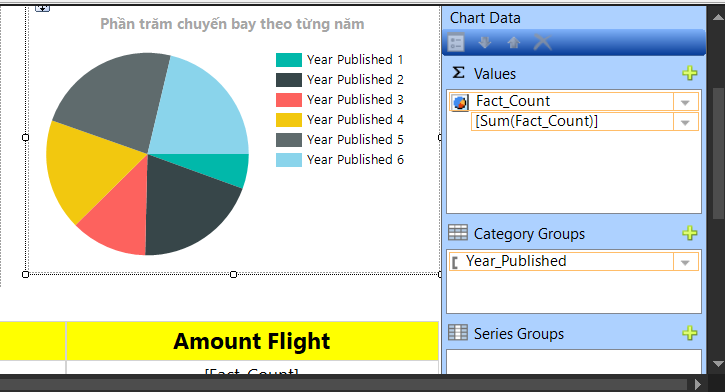 Phần trăm chuyến bay theo từng năm
Year Published 1
Year Published 2
Year Published 3
Year Published 4
Year Published 5
Year Published 6
Amount Flight
[Fact_Count]
Chart Data
Σ Values
Fact_Count
[Sum(Fact_Count)]
Category Groups
Year_Published
Series Groups